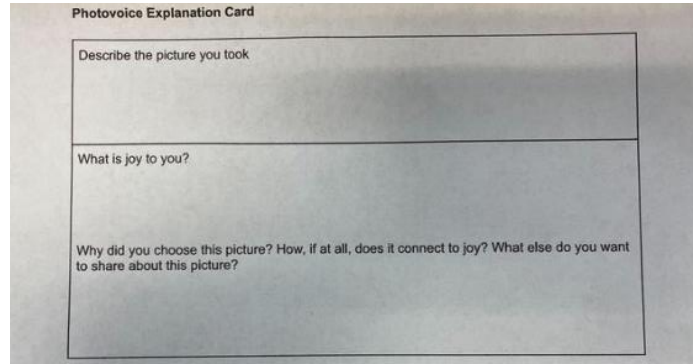 Photovoice Explanation Card
Describe the picture you took
What is joy to you?
Why did you choose this picture? How, if at all, does it connect to joy? What else do you want
to share about this picture?